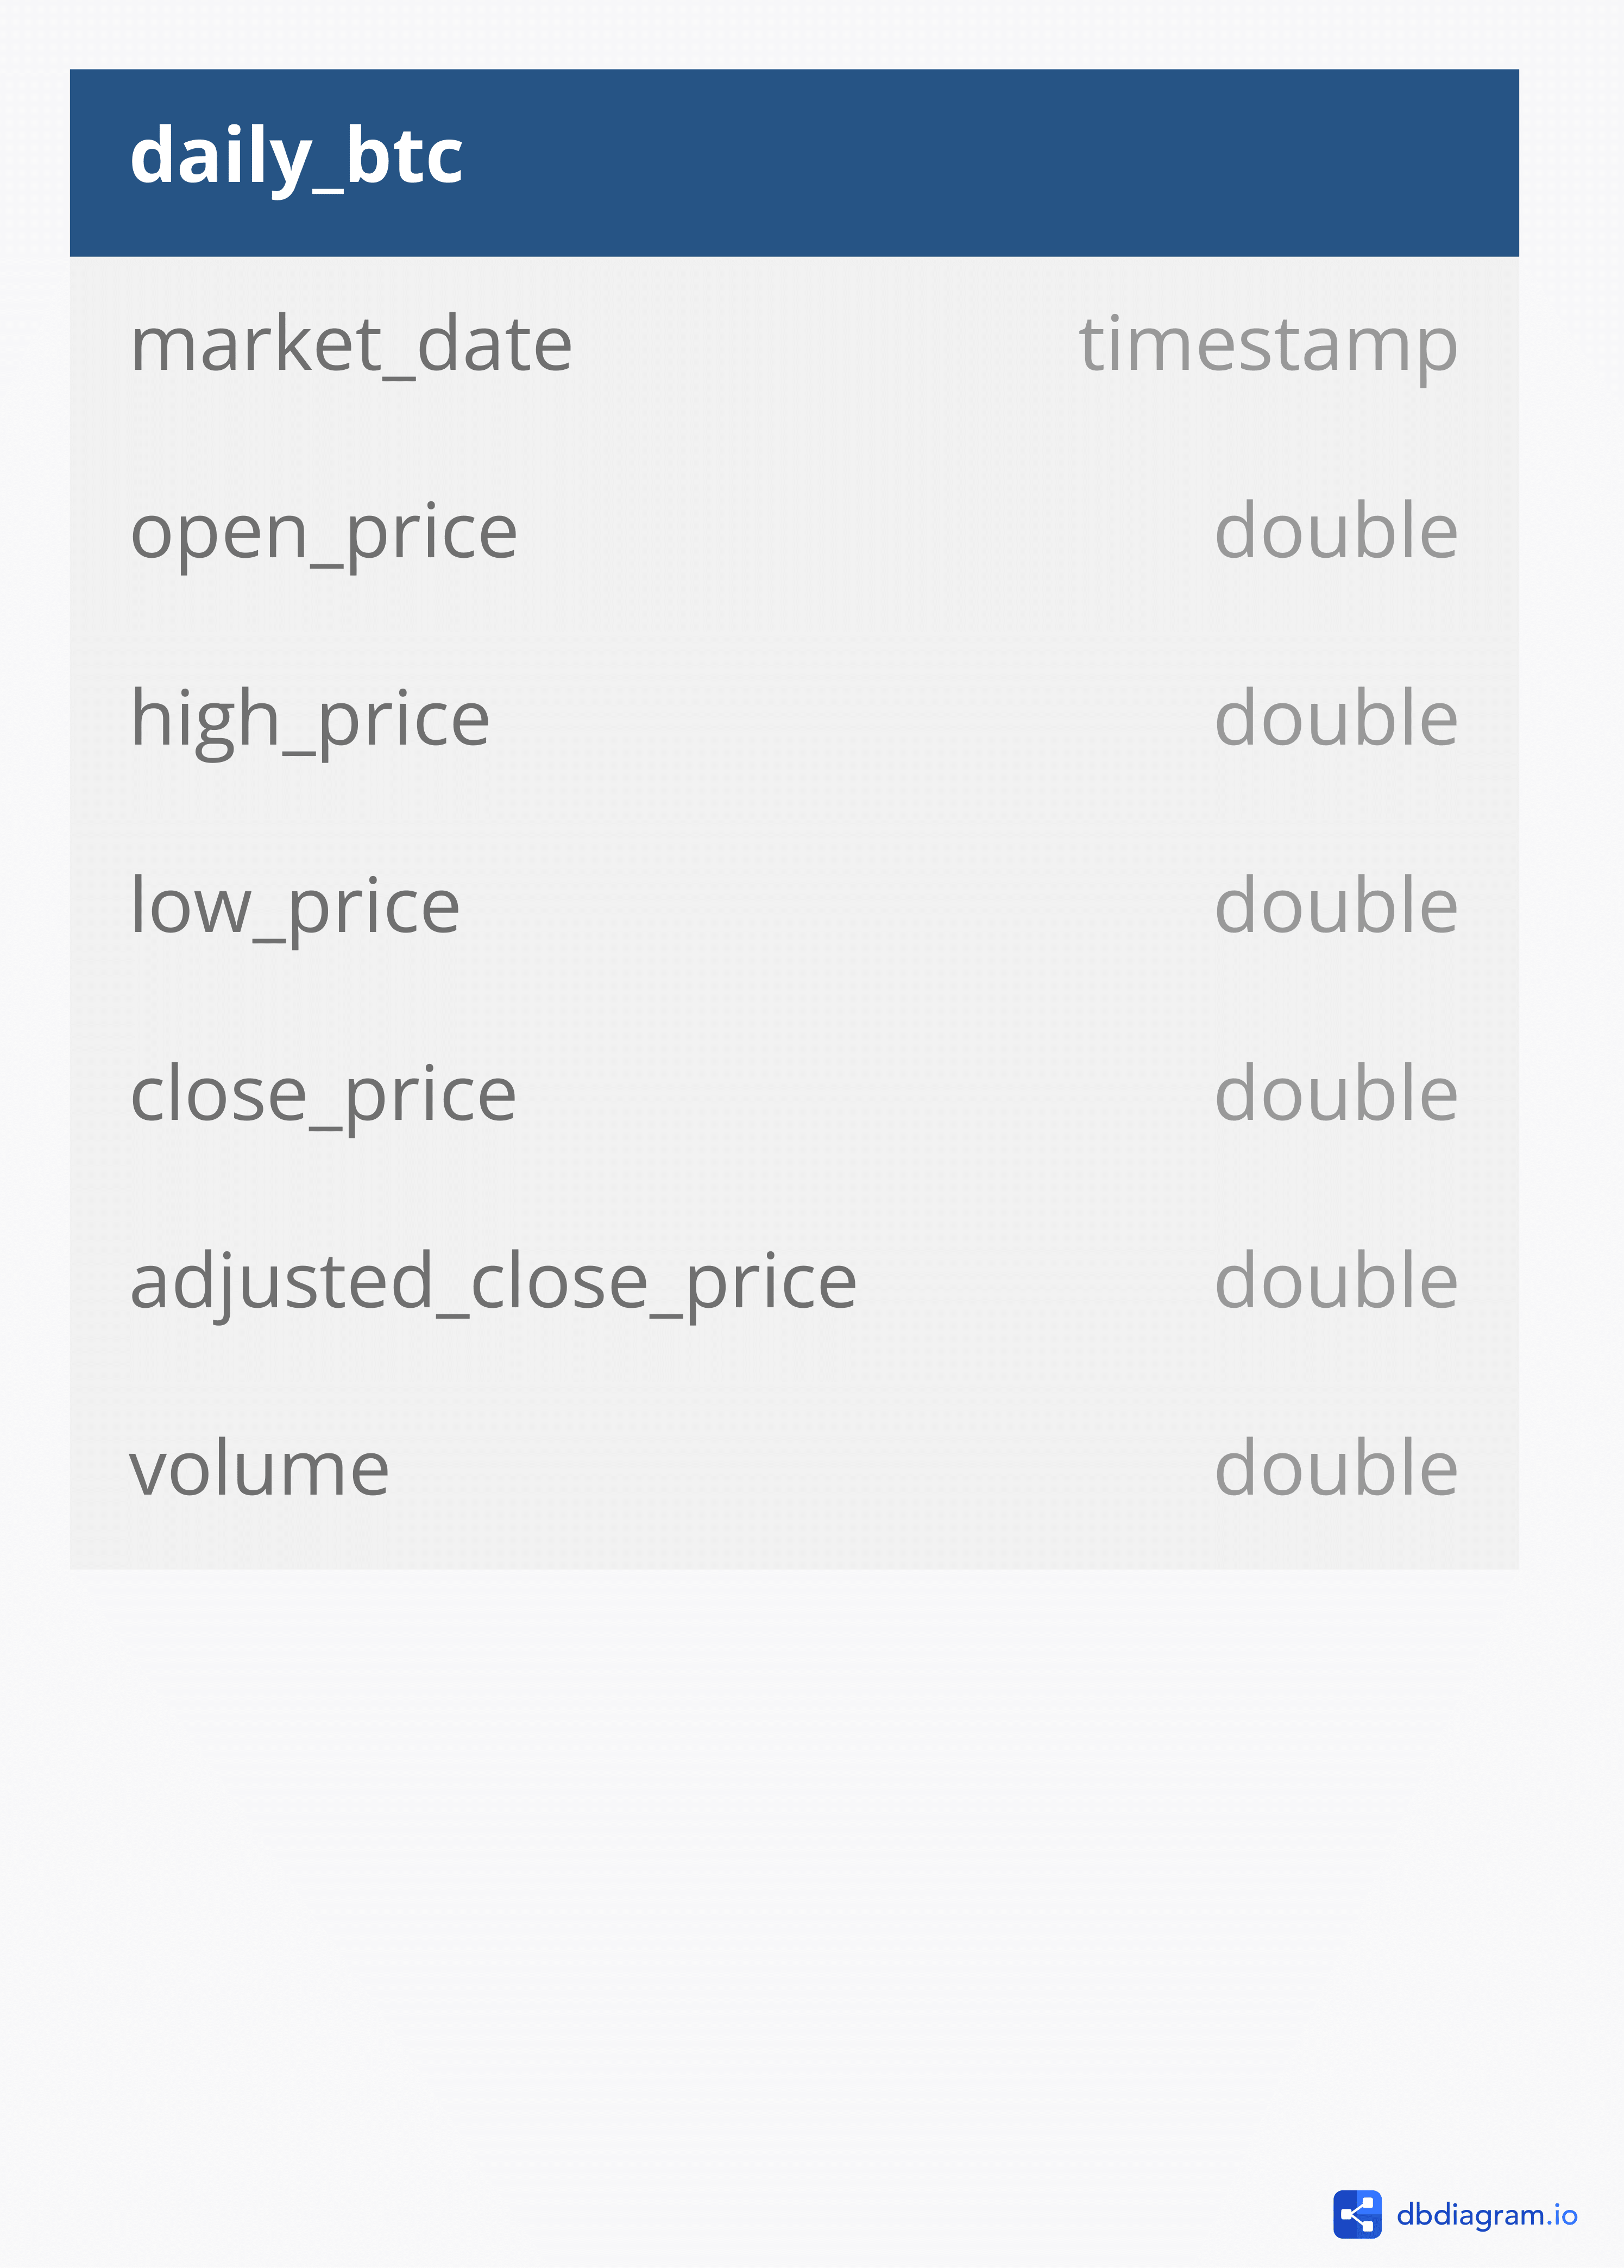 daily_btc
market_date timestamp
open_price double
high_price double
low_price double
close_price double
adjusted_close_price double
volume double
dbdiagram.io